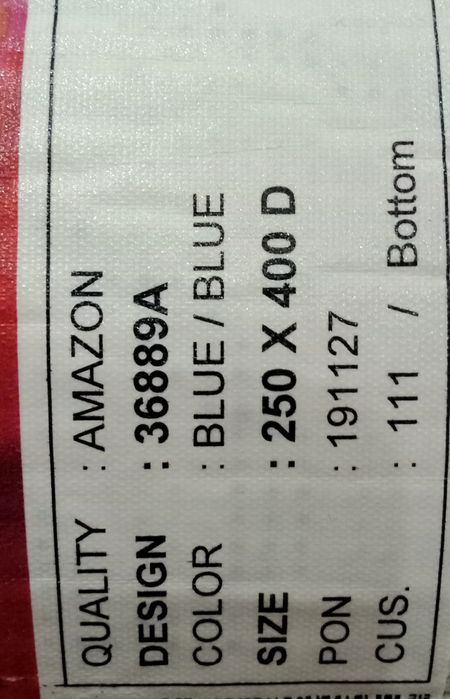 QUALITY : AMAZON
DESIGN : 36889A
COLOR : BLUE / BLUE
SIZE : 250 X 400 D
PON : 191127
CUS. : 111 / Bottom